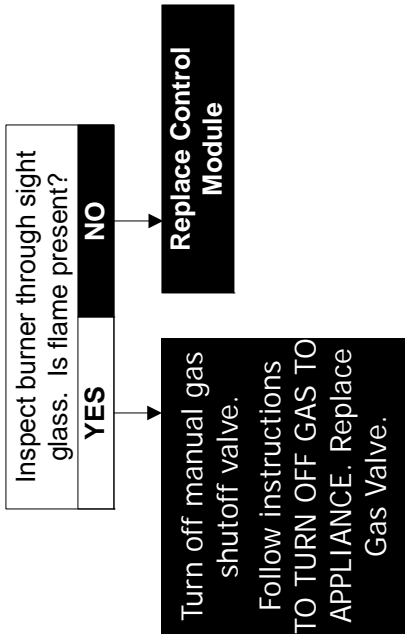 Inspect burner through sight
glass. Is flame present?
YES
NO
Turn off manual gas
shutoff valve.
Follow instructions
TO TURN OFF GAS TO
APPLIANCE. Replace
Gas Valve.
Replace Control
Module